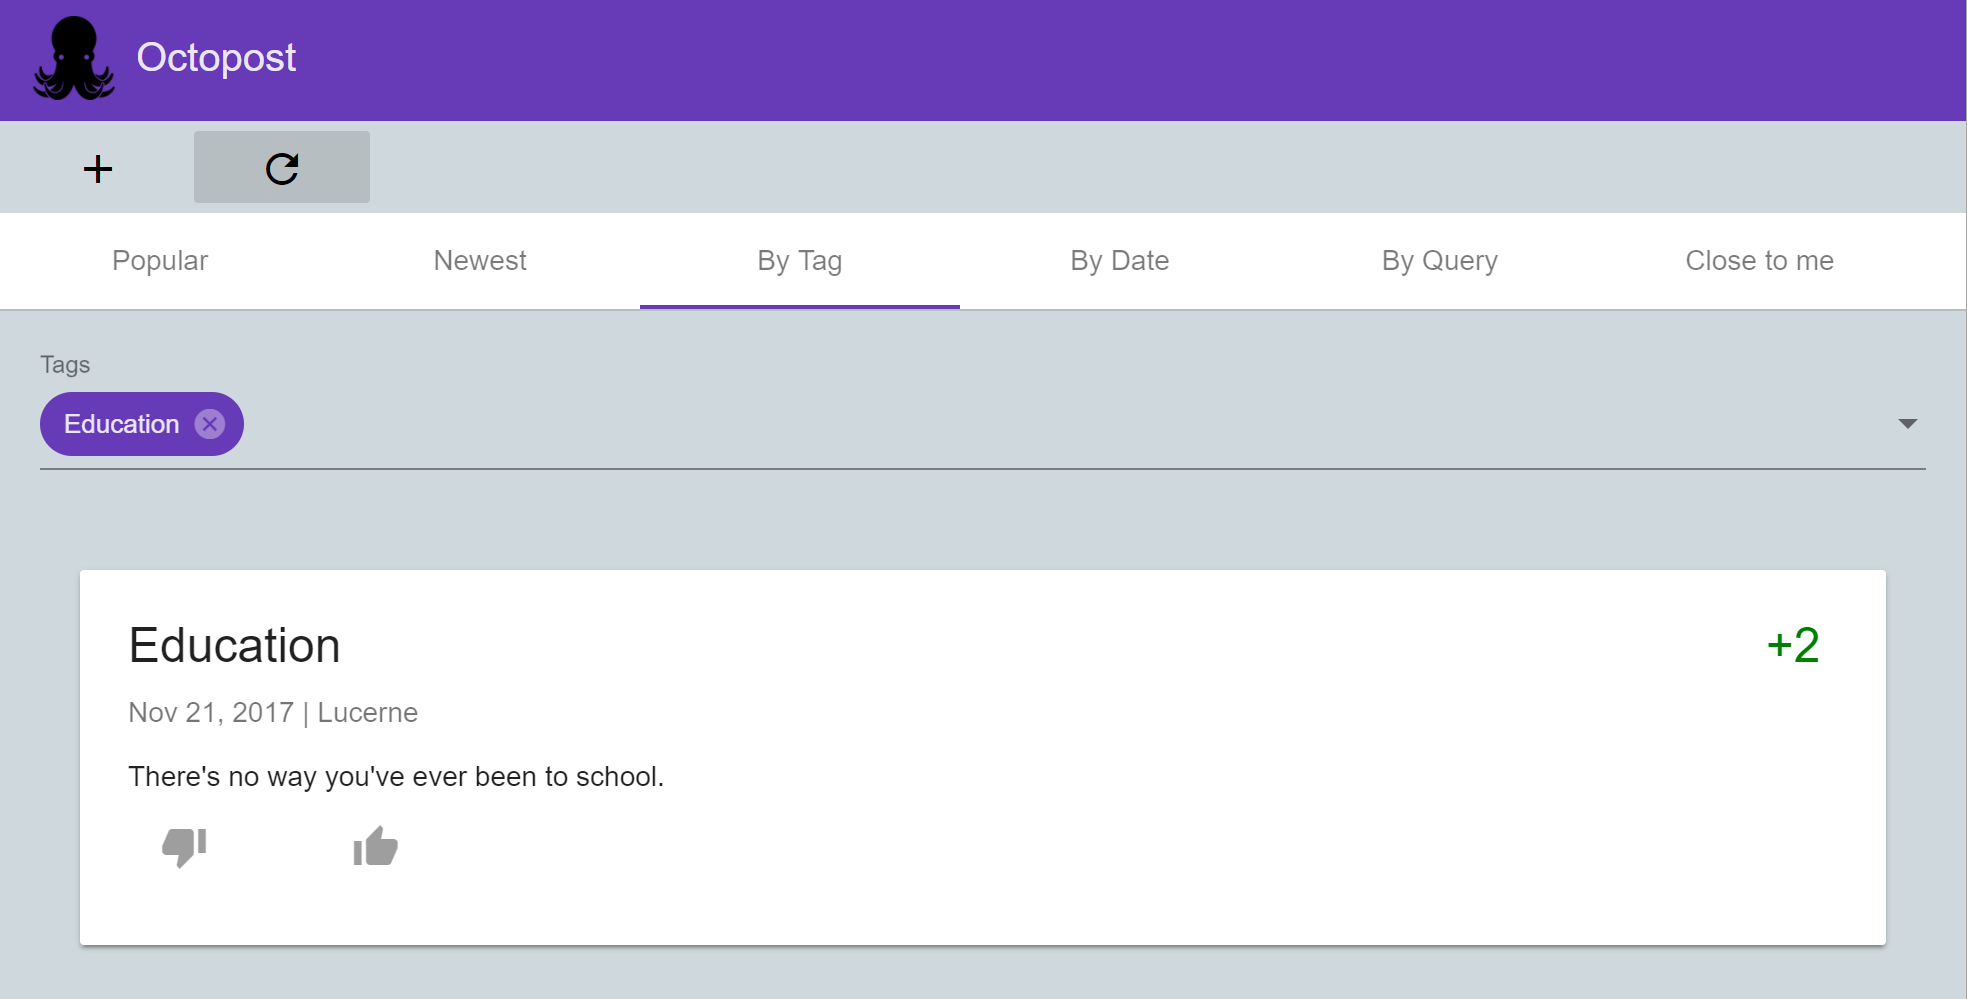 Octopost
Popular Newest By Tag By Date By Query Close to me
Tags
Education
Education +2
Nov 21, 2017 | Lucerne
There's no way you've ever been to school.